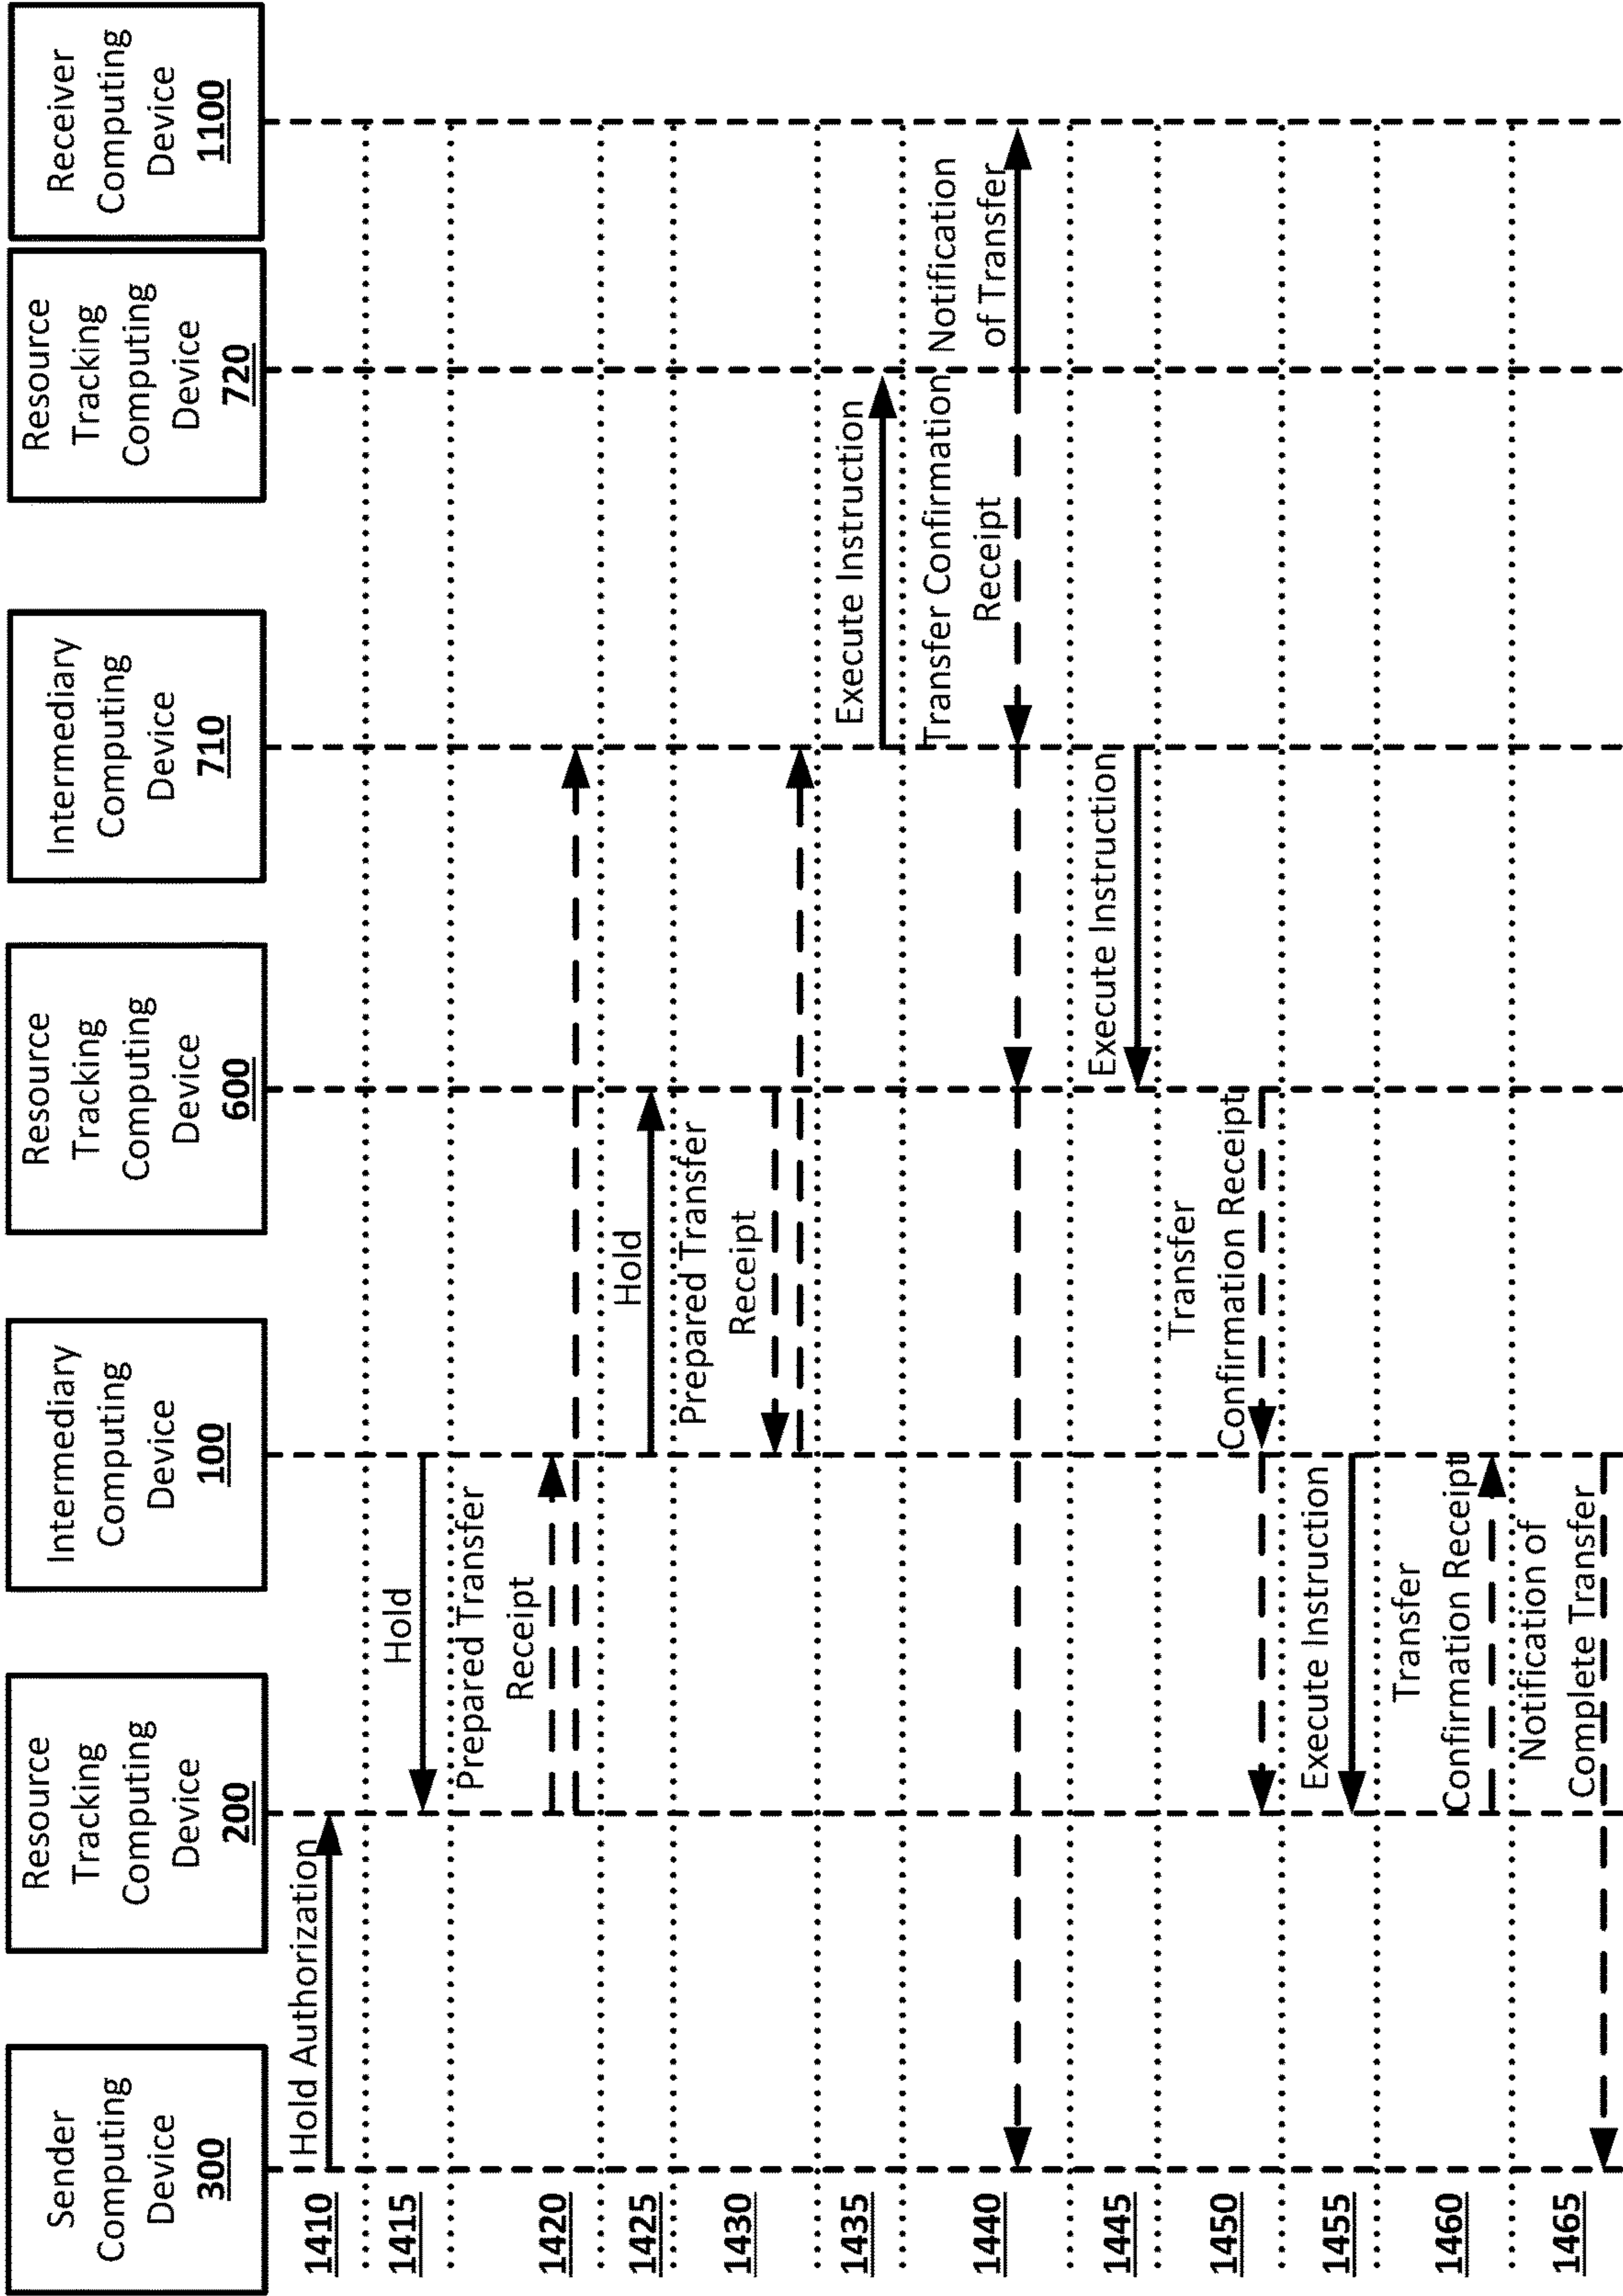 Sender
Computing
Device
300
Resource
Tracking
Computing
Device
200
Intermediary
Computing
Device
100
Resource
Tracking
Computing
Device
600
Intermediary
Computing
Device
710
Resource
Tracking
Computing
Device
720
Receiver
Computing
Device
1100
1410
Hold Authorization
1415
Hold
1420
Prepared Transfer
Receipt
1425
Hold
1430
Prepared Transfer
Receipt
1435
Execute Instruction
1440
Transfer Confirmation
Receipt
Notification
of Transfer
1445
Execute Instruction
1450
Transfer
Confirmation Receipt
1455
Execute Instruction
1460
Transfer
Confirmation Receipt
1465
Notification of
Complete Transfer